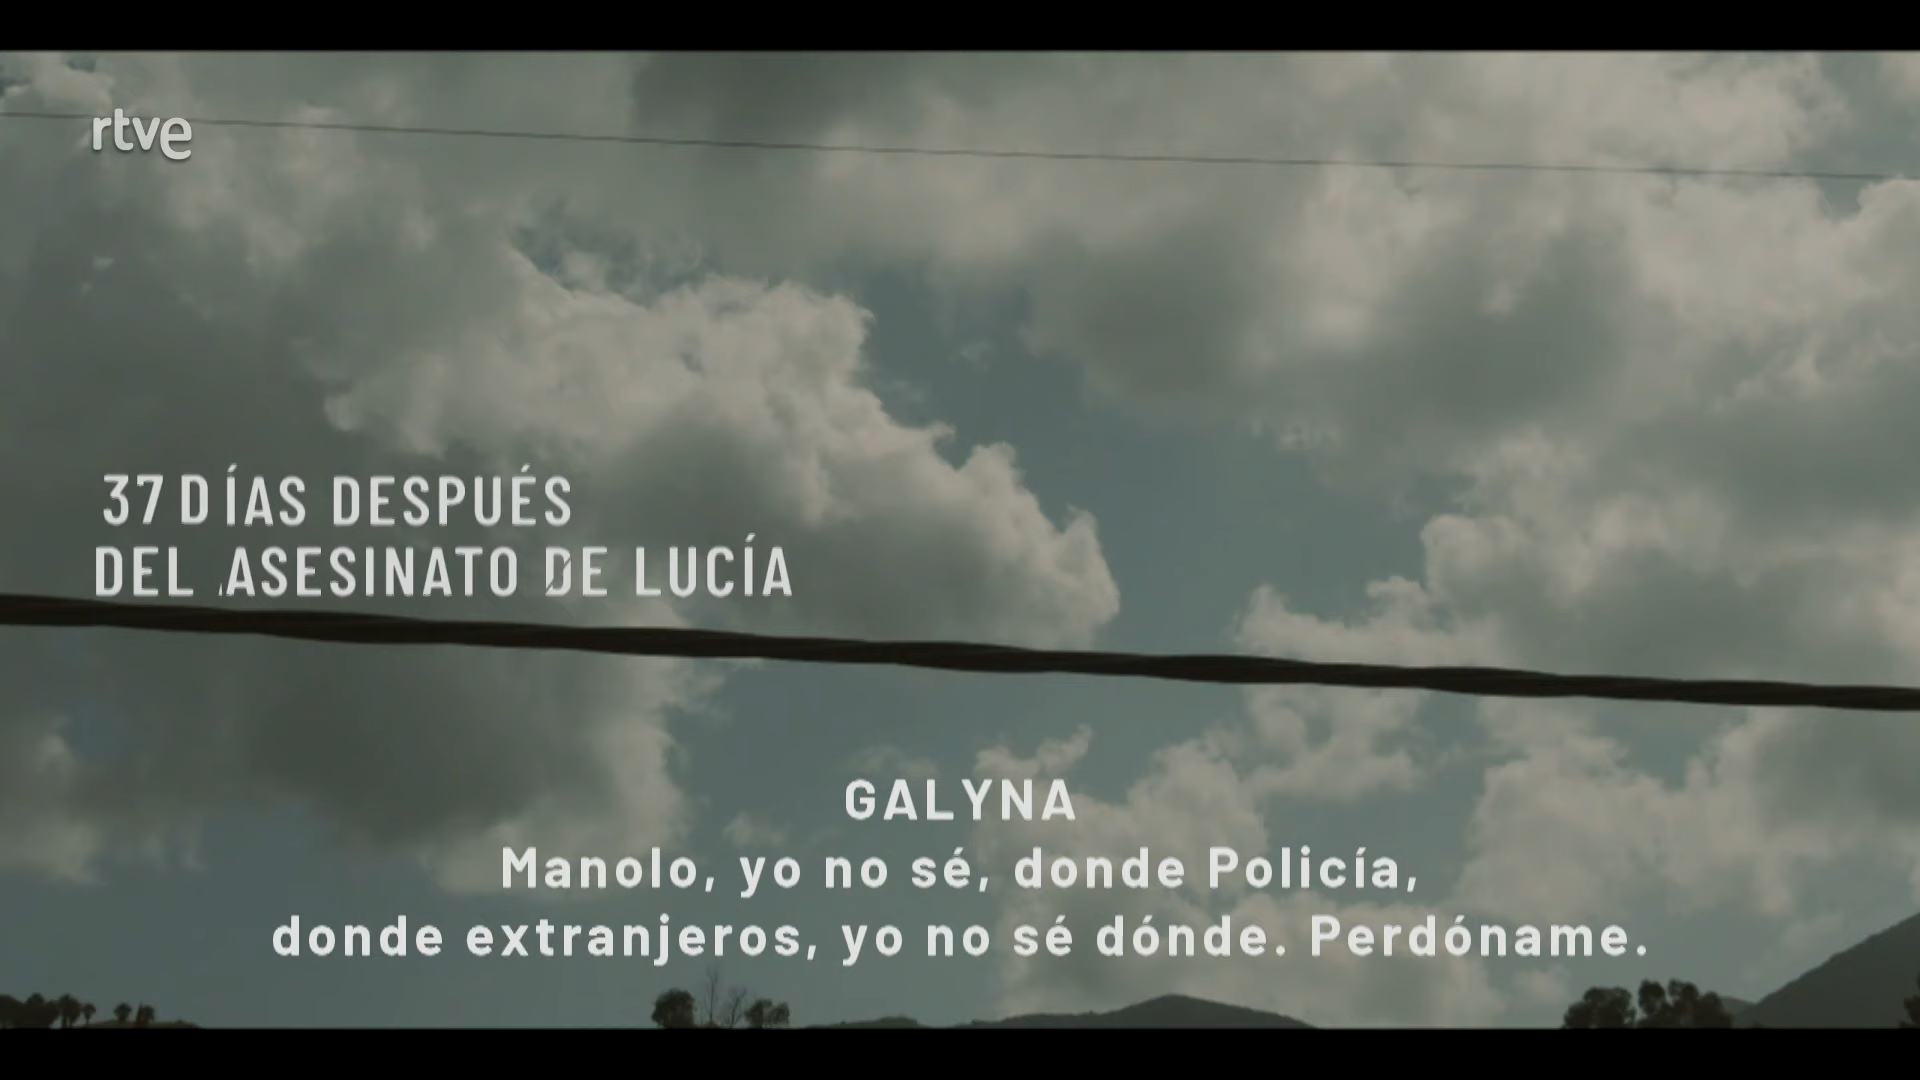 rtve
37 DÍAS DESPUÉS
DEL ASESINATO DE LUCÍA
GALYNA
Manolo, yo no sé, donde Policía,
donde extranjeros, yo no sé dónde. Perdóname.